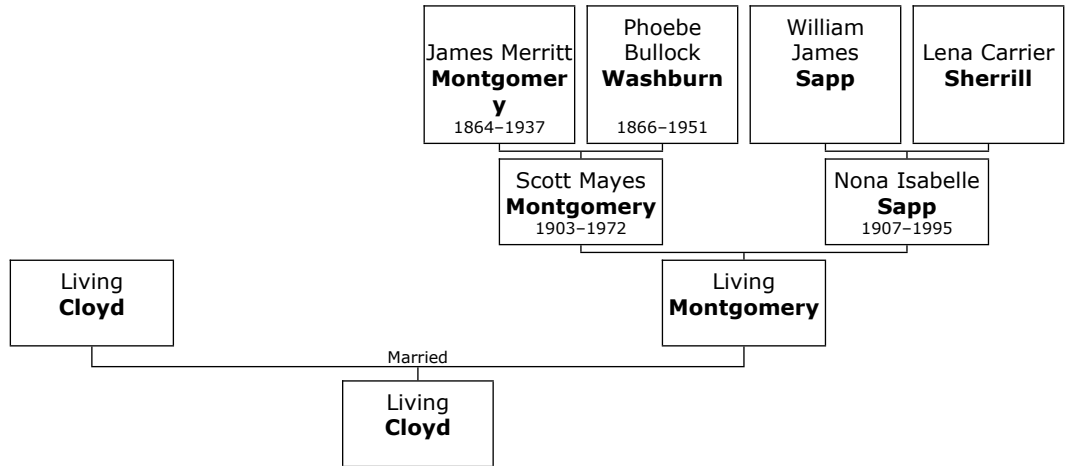 James Merritt
Montgomer
y
1864–1937
Phoebe
Bullock
Washburn
1866–1951
William
James
Sapp
Lena Carrier
Sherrill
Scott Mayes
Montgomery
1903–1972
Nona Isabelle
Sapp
1907–1995
Living
Cloyd
Living
Montgomery
Married
Living
Cloyd